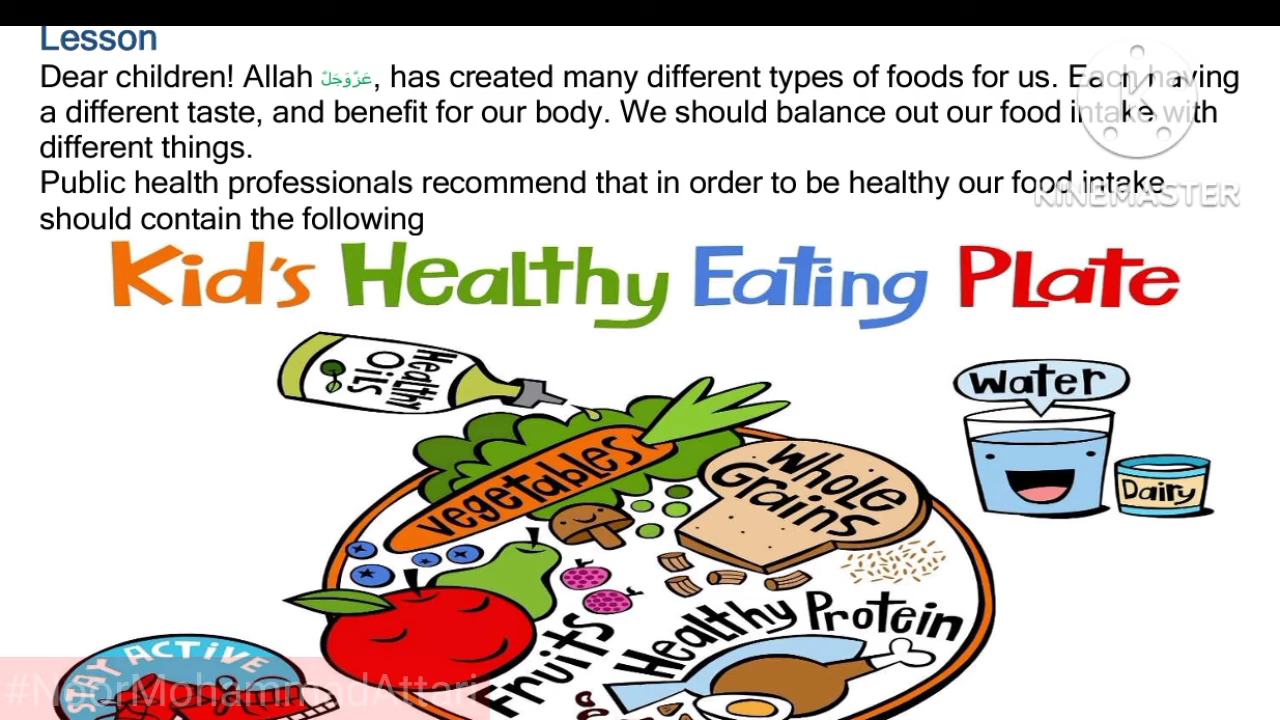 Lesson
Dear children! Allah عَزَّوَجَلَّ, has created many different types of foods for us. Each having
a different taste, and benefit for our body. We should balance out our food intake with
different things.
Public health professionals recommend that in order to be healthy our food intake
should contain the following
KINEMASTER
Kid's Healthy Eating Plate
Healthy
Oils
Water
Dairy
Vegetables
Whole
Grains
Fruits
Healthy Protein
STAY ACTIVE
#NoorMohammadAttari